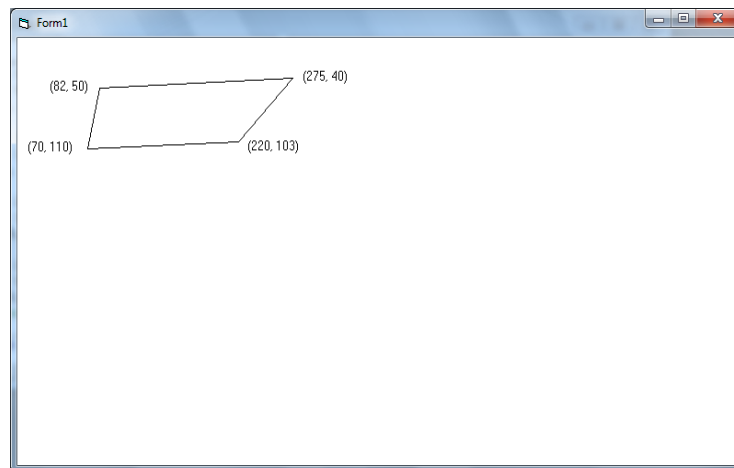 Form1
(275, 40)
(82, 50)
(70, 110)
(220, 103)